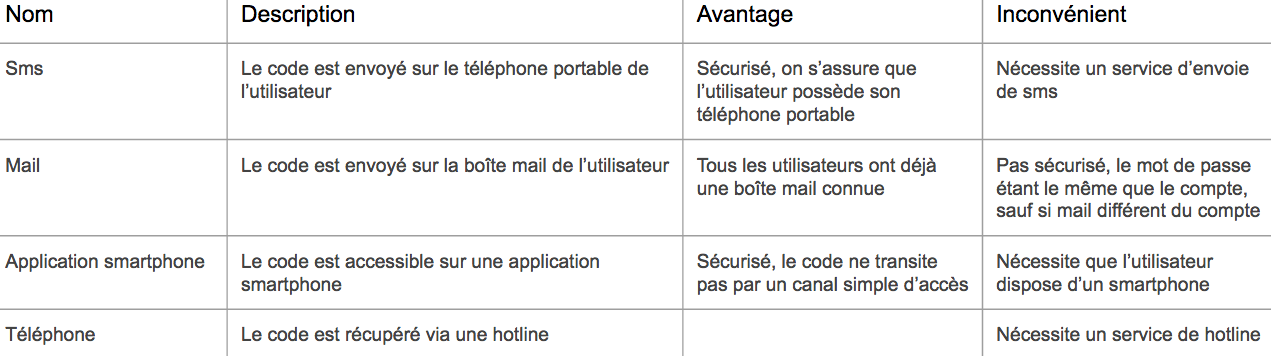 Nom Description Avantage Inconvénient
Sms Le code est envoyé sur le téléphone portable de Sécurisé, on s’assure que Nécessite un service d’envoie
l’utilisateur l’utilisateur possède son de sms
téléphone portable
Mail Le code est envoyé sur la boîte mail de l’utilisateur Tous les utilisateurs ont déjà Pas sécurisé, le mot de passe
une boîte mail connue étant le même que le compte,
sauf si mail différent du compte
Application smartphone Le code est accessible sur une application Sécurisé, le code ne transite Nécessite que l’utilisateur
smartphone pas par un canal simple d’accès dispose d’un smartphone
Téléphone Le code est récupéré via une hotline Nécessite un service de hotline